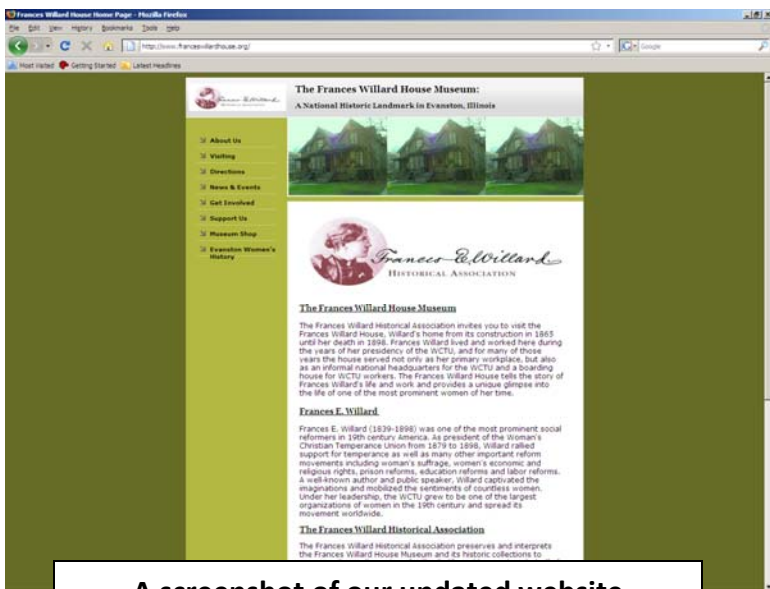 Frances Willard House Home Page - Mozilla Firefox
File Edit View History Bookmarks Tools Help
http://www.franceswillardhouse.org/
Google
Most Visited Getting Started Latest Headlines
The Frances Willard House Museum:
A National Historic Landmark in Evanston, Illinois
About Us
Visiting
Directions
News & Events
Get Involved
Support Us
Museum Shop
Evanston Women's
History
Frances E. Willard
HISTORICAL ASSOCIATION
The Frances Willard House Museum
The Frances Willard Historical Association invites you to visit the
Frances Willard House, Willard's home from its construction in 1865
until her death in 1898. Frances Willard lived and worked here during
the years of her presidency of the WCTU, and for many of those
years the house served not only as her primary workplace, but also
as an informal national headquarters for the WCTU and a boarding
house for WCTU workers. The Frances Willard House tells the story of
Frances Willard's life and work and provides a unique glimpse into
the life of one of the most prominent women of her time.
Frances E. Willard
Frances E. Willard (1839-1898) was one of the most prominent social
reformers in 19th century America. As president of the Woman's
Christian Temperance Union from 1879 to 1898, Willard rallied
support for temperance as well as many other important reform
movements including woman's suffrage, women's economic and
religious rights, prison reforms, education reforms and labor reforms.
A well-known author and public speaker, Willard captivated the
imaginations and mobilized the sentiments of countless women.
Under her leadership, the WCTU grew to be one of the largest
organizations of women in the 19th century and spread its
movement worldwide.
The Frances Willard Historical Association
The Frances Willard Historical Association preserves and interprets
the Frances Willard House Museum and its historic collections to
A screenshot of our updated website